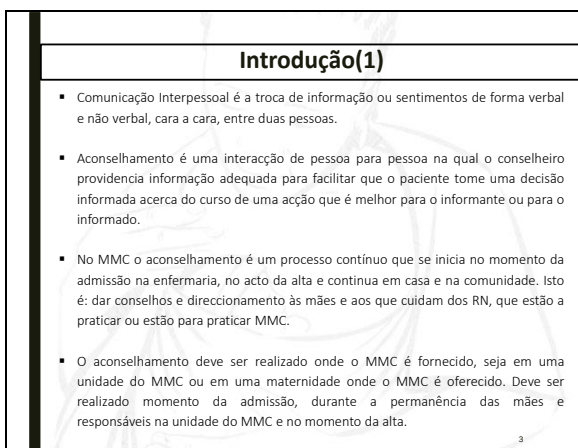 Introdução(1)
▪ Comunicação Interpessoal é a troca de informação ou sentimentos de forma verbal
e não verbal, cara a cara, entre duas pessoas.
▪ Aconselhamento é uma interacção de pessoa para pessoa na qual o conselheiro
providencia informação adequada para facilitar que o paciente tome uma decisão
informada acerca do curso de uma acção que é melhor para o informante ou para o
informado.
▪ No MMC o aconselhamento é um processo contínuo que se inicia no momento da
admissão na enfermaria, no acto da alta e continua em casa e na comunidade. Isto
é: dar conselhos e direccionamento às mães e aos que cuidam dos RN, que estão a
praticar ou estão para praticar MMC.
▪ O aconselhamento deve ser realizado onde o MMC é fornecido, seja em uma
unidade do MMC ou em uma maternidade onde o MMC é oferecido. Deve ser
realizado momento da admissão, durante a permanência das mães e
responsáveis na unidade do MMC e no momento da alta.
3